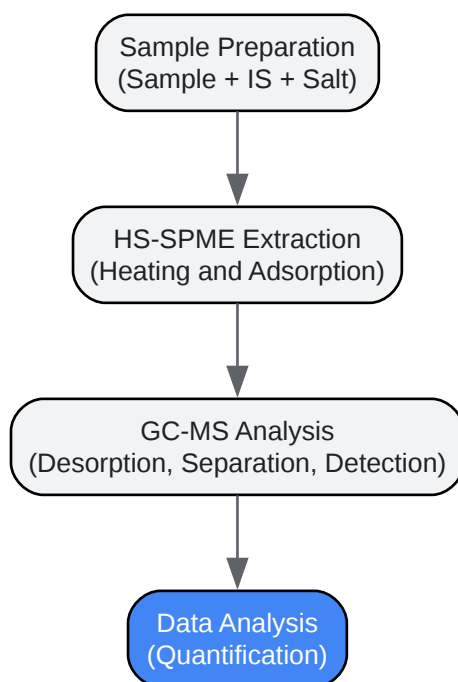 Sample Preparation
(Sample + IS + Salt)
HS-SPME Extraction
(Heating and Adsorption)
GC-MS Analysis
(Desorption, Separation, Detection)
Data Analysis
(Quantification)